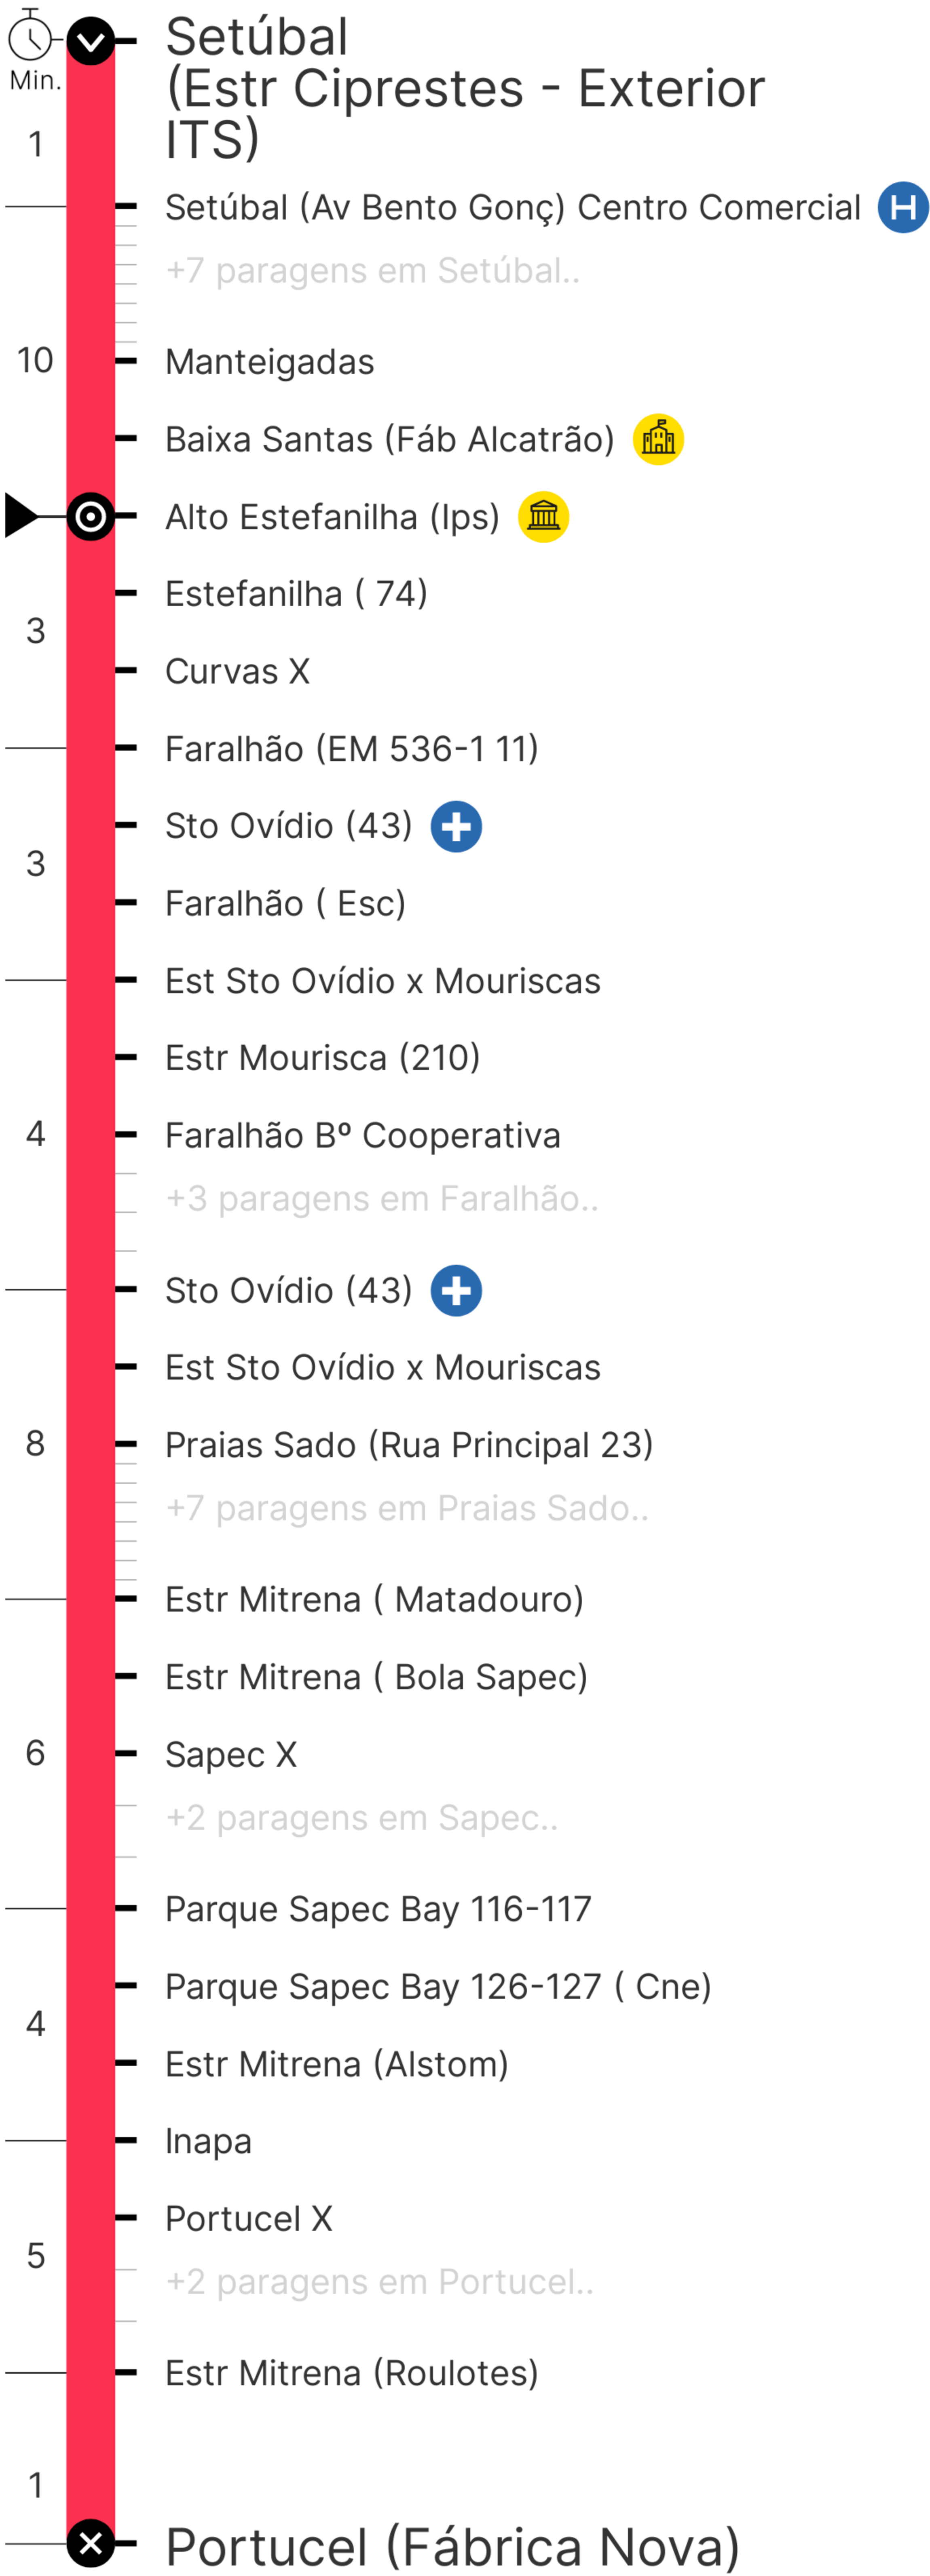 Setúbal
(Estr Ciprestes - Exterior
ITS)
Min.
1
Setúbal (Av Bento Gonç) Centro Comercial H
+7 paragens em Setúbal..
10 Manteigadas
Baixa Santas (Fáb Alcatrão)
Alto Estefanilha (Ips)
Estefanilha ( 74)
3
Curvas X
Faralhão (EM 536-1 11)
Sto Ovídio (43)
3
Faralhão ( Esc)
Est Sto Ovídio x Mouriscas
Estr Mourisca (210)
4 Faralhão Bº Cooperativa
+3 paragens em Faralhão..
Sto Ovídio (43)
Est Sto Ovídio x Mouriscas
8 Praias Sado (Rua Principal 23)
+7 paragens em Praias Sado..
Estr Mitrena ( Matadouro)
Estr Mitrena ( Bola Sapec)
6 Sapec X
+2 paragens em Sapec..
Parque Sapec Bay 116-117
Parque Sapec Bay 126-127 ( Cne)
4
Estr Mitrena (Alstom)
Inapa
Portucel X
5
+2 paragens em Portucel..
Estr Mitrena (Roulotes)
1
Portucel (Fábrica Nova)